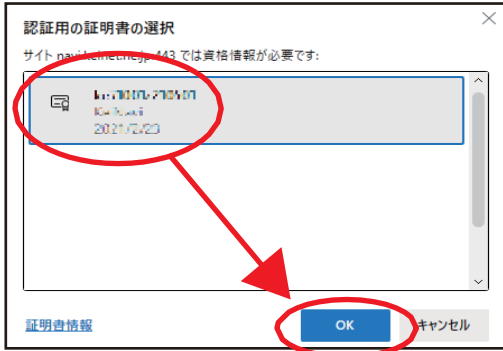 認証用の証明書の選択
サイト navi.keinet.ne.jp:443 では資格情報が必要です:
2021/2/23
証明書情報
OK
キャンセル